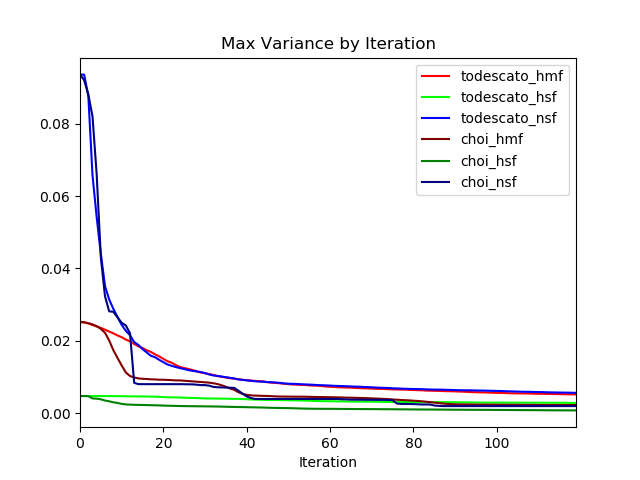 Max Variance by Iteration
todescato_hmf
todescato_hsf
todescato_nsf
choi_hmf
choi_hsf
choi_nsf
0.08
0.06
0.04
0.02
0.00
0 20 40 60 80 100
Iteration